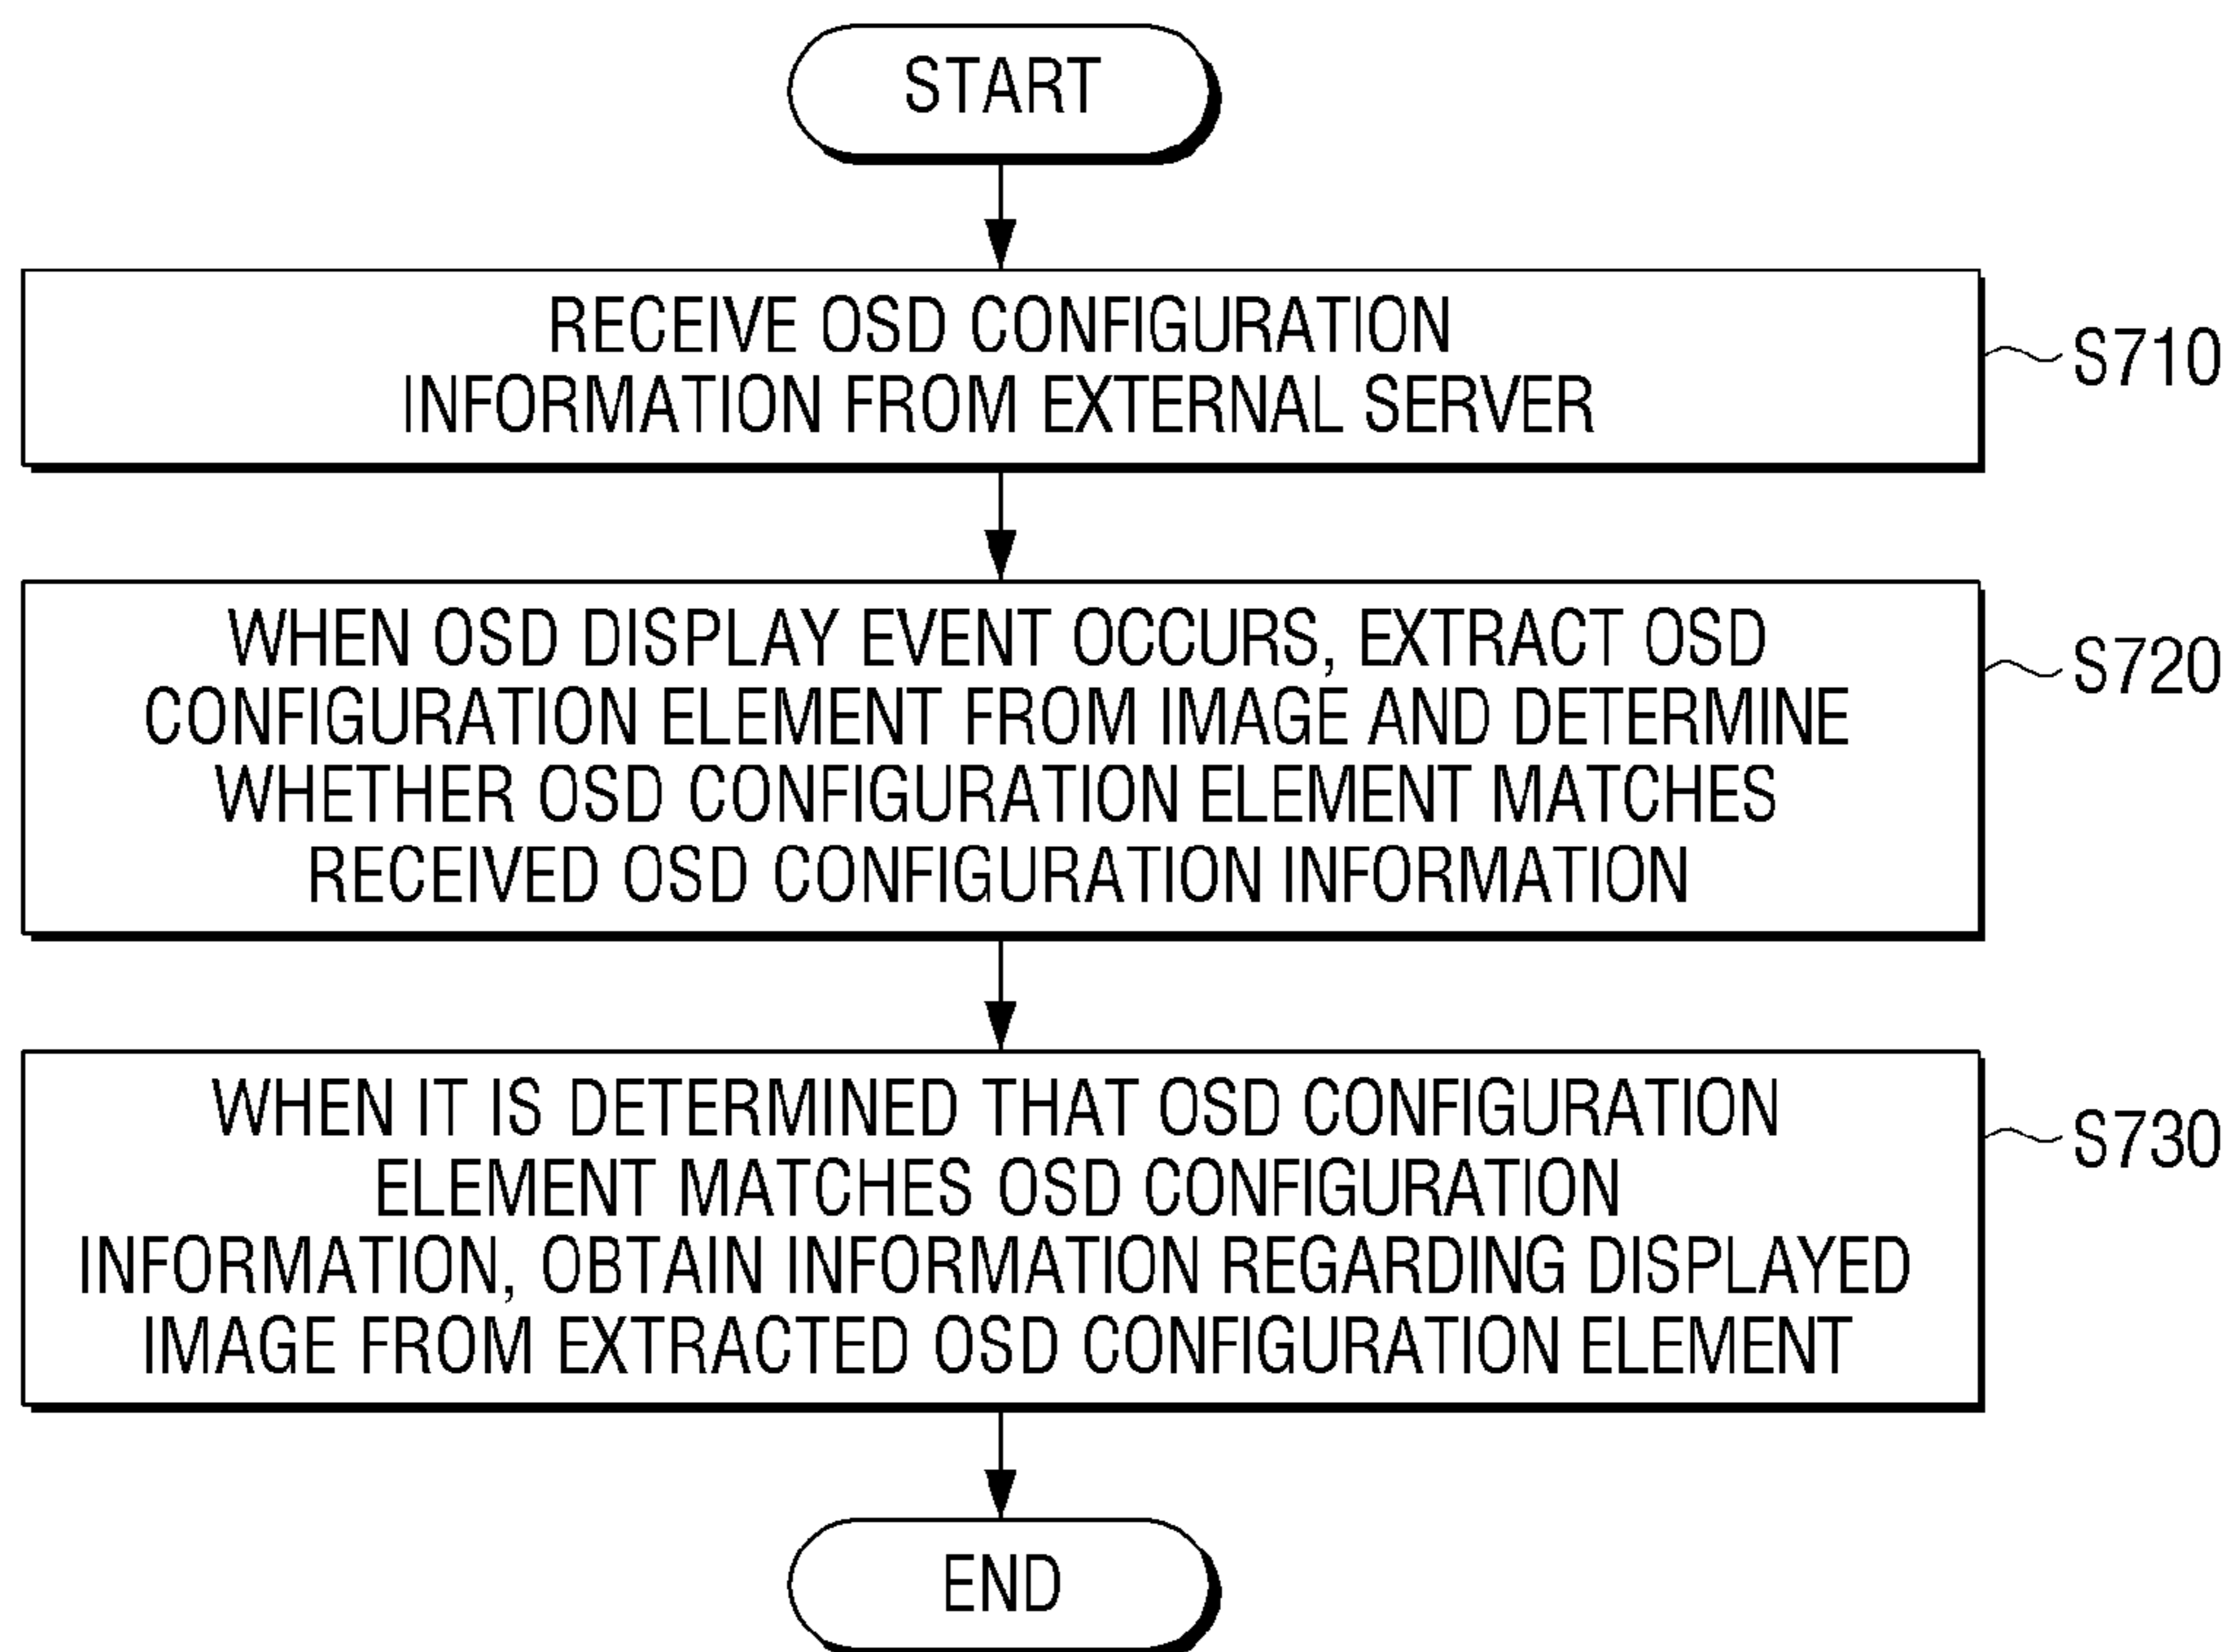 START
RECEIVE OSD CONFIGURATION
INFORMATION FROM EXTERNAL SERVER
S710
WHEN OSD DISPLAY EVENT OCCURS, EXTRACT OSD
CONFIGURATION ELEMENT FROM IMAGE AND DETERMINE
WHETHER OSD CONFIGURATION ELEMENT MATCHES
RECEIVED OSD CONFIGURATION INFORMATION
S720
WHEN IT IS DETERMINED THAT OSD CONFIGURATION
ELEMENT MATCHES OSD CONFIGURATION
INFORMATION, OBTAIN INFORMATION REGARDING DISPLAYED
IMAGE FROM EXTRACTED OSD CONFIGURATION ELEMENT
S730
END